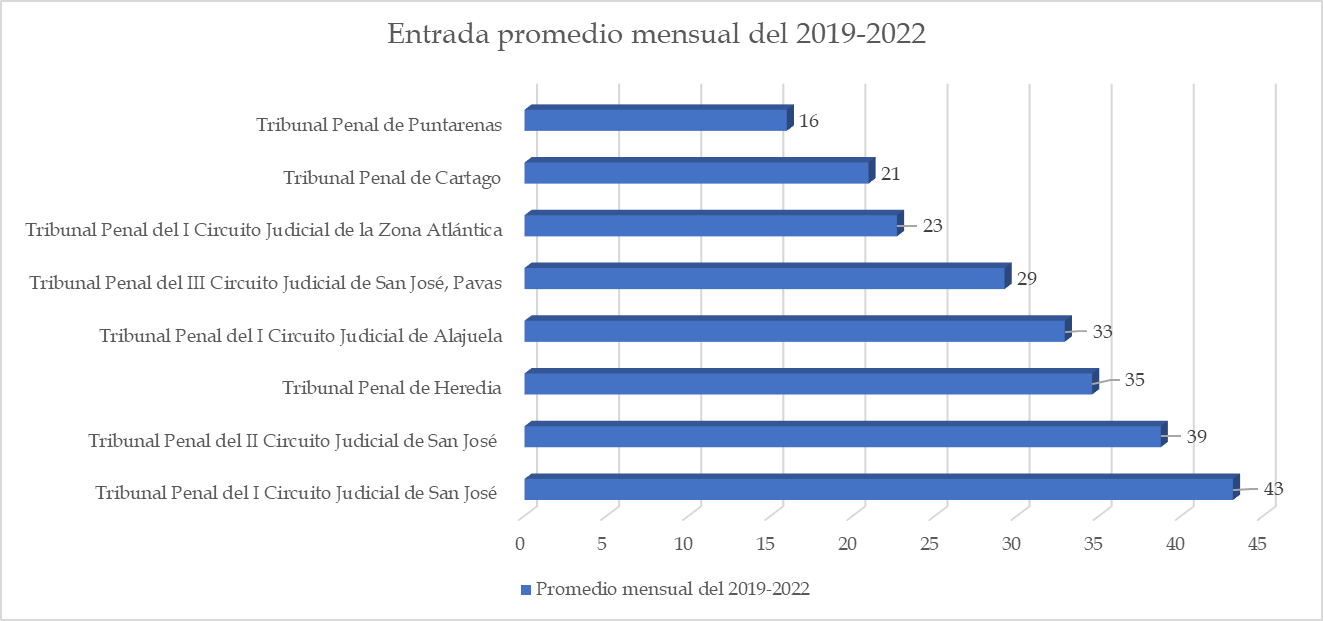 Entrada promedio mensual del 2019-2022
Tribunal Penal de Puntarenas 16
Tribunal Penal de Cartago 21
Tribunal Penal del I Circuito Judicial de la Zona Atlántica 23
Tribunal Penal del III Circuito Judicial de San José, Pavas 29
Tribunal Penal del I Circuito Judicial de Alajuela 33
Tribunal Penal de Heredia 35
Tribunal Penal del II Circuito Judicial de San José 39
Tribunal Penal del I Circuito Judicial de San José 43
0 5 10 15 20 25 30 35 40 45
Promedio mensual del 2019-2022